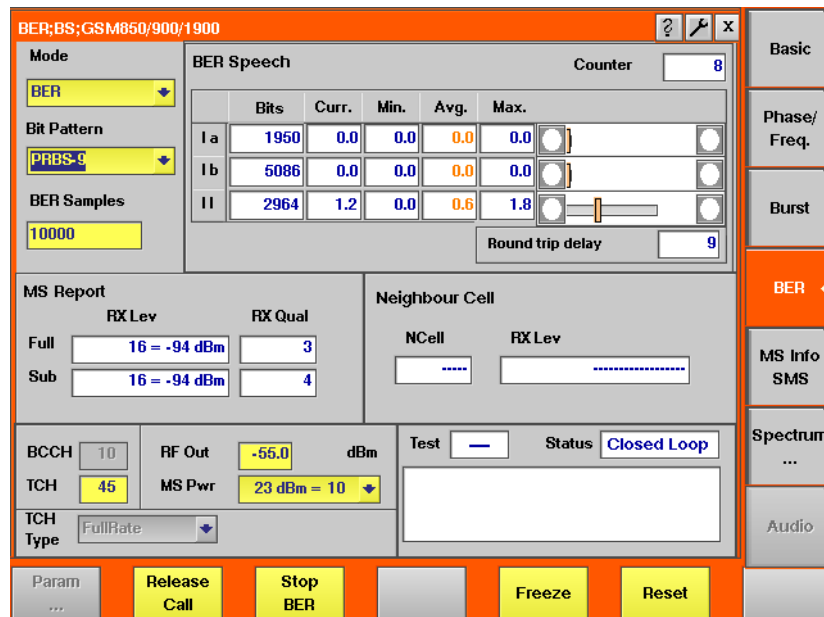 BER;BS;GSM850/900/1900 ? X
Mode
BER
Bit Pattern
PRBS-9
BER Samples
10000
BER Speech Counter 8
Bits Curr. Min. Avg. Max.
I a 1950 0.0 0.0 0.0 0.0
I b 5086 0.0 0.0 0.0 0.0
II 2964 1.2 0.0 0.6 1.8
Round trip delay 9
MS Report
RX Lev RX Qual
Full 16 = -94 dBm 3
Sub 16 = -94 dBm 4
Neighbour Cell
NCell RX Lev
----- -----------------
BCCH 10 RF Out -55.0 dBm
TCH 45 MS Pwr 23 dBm = 10
TCH Type FullRate
Test — Status Closed Loop
Basic
Phase/
Freq.
Burst
BER
MS Info
SMS
Spectrum
...
Audio
Param
...
Release
Call
Stop
BER
Freeze
Reset